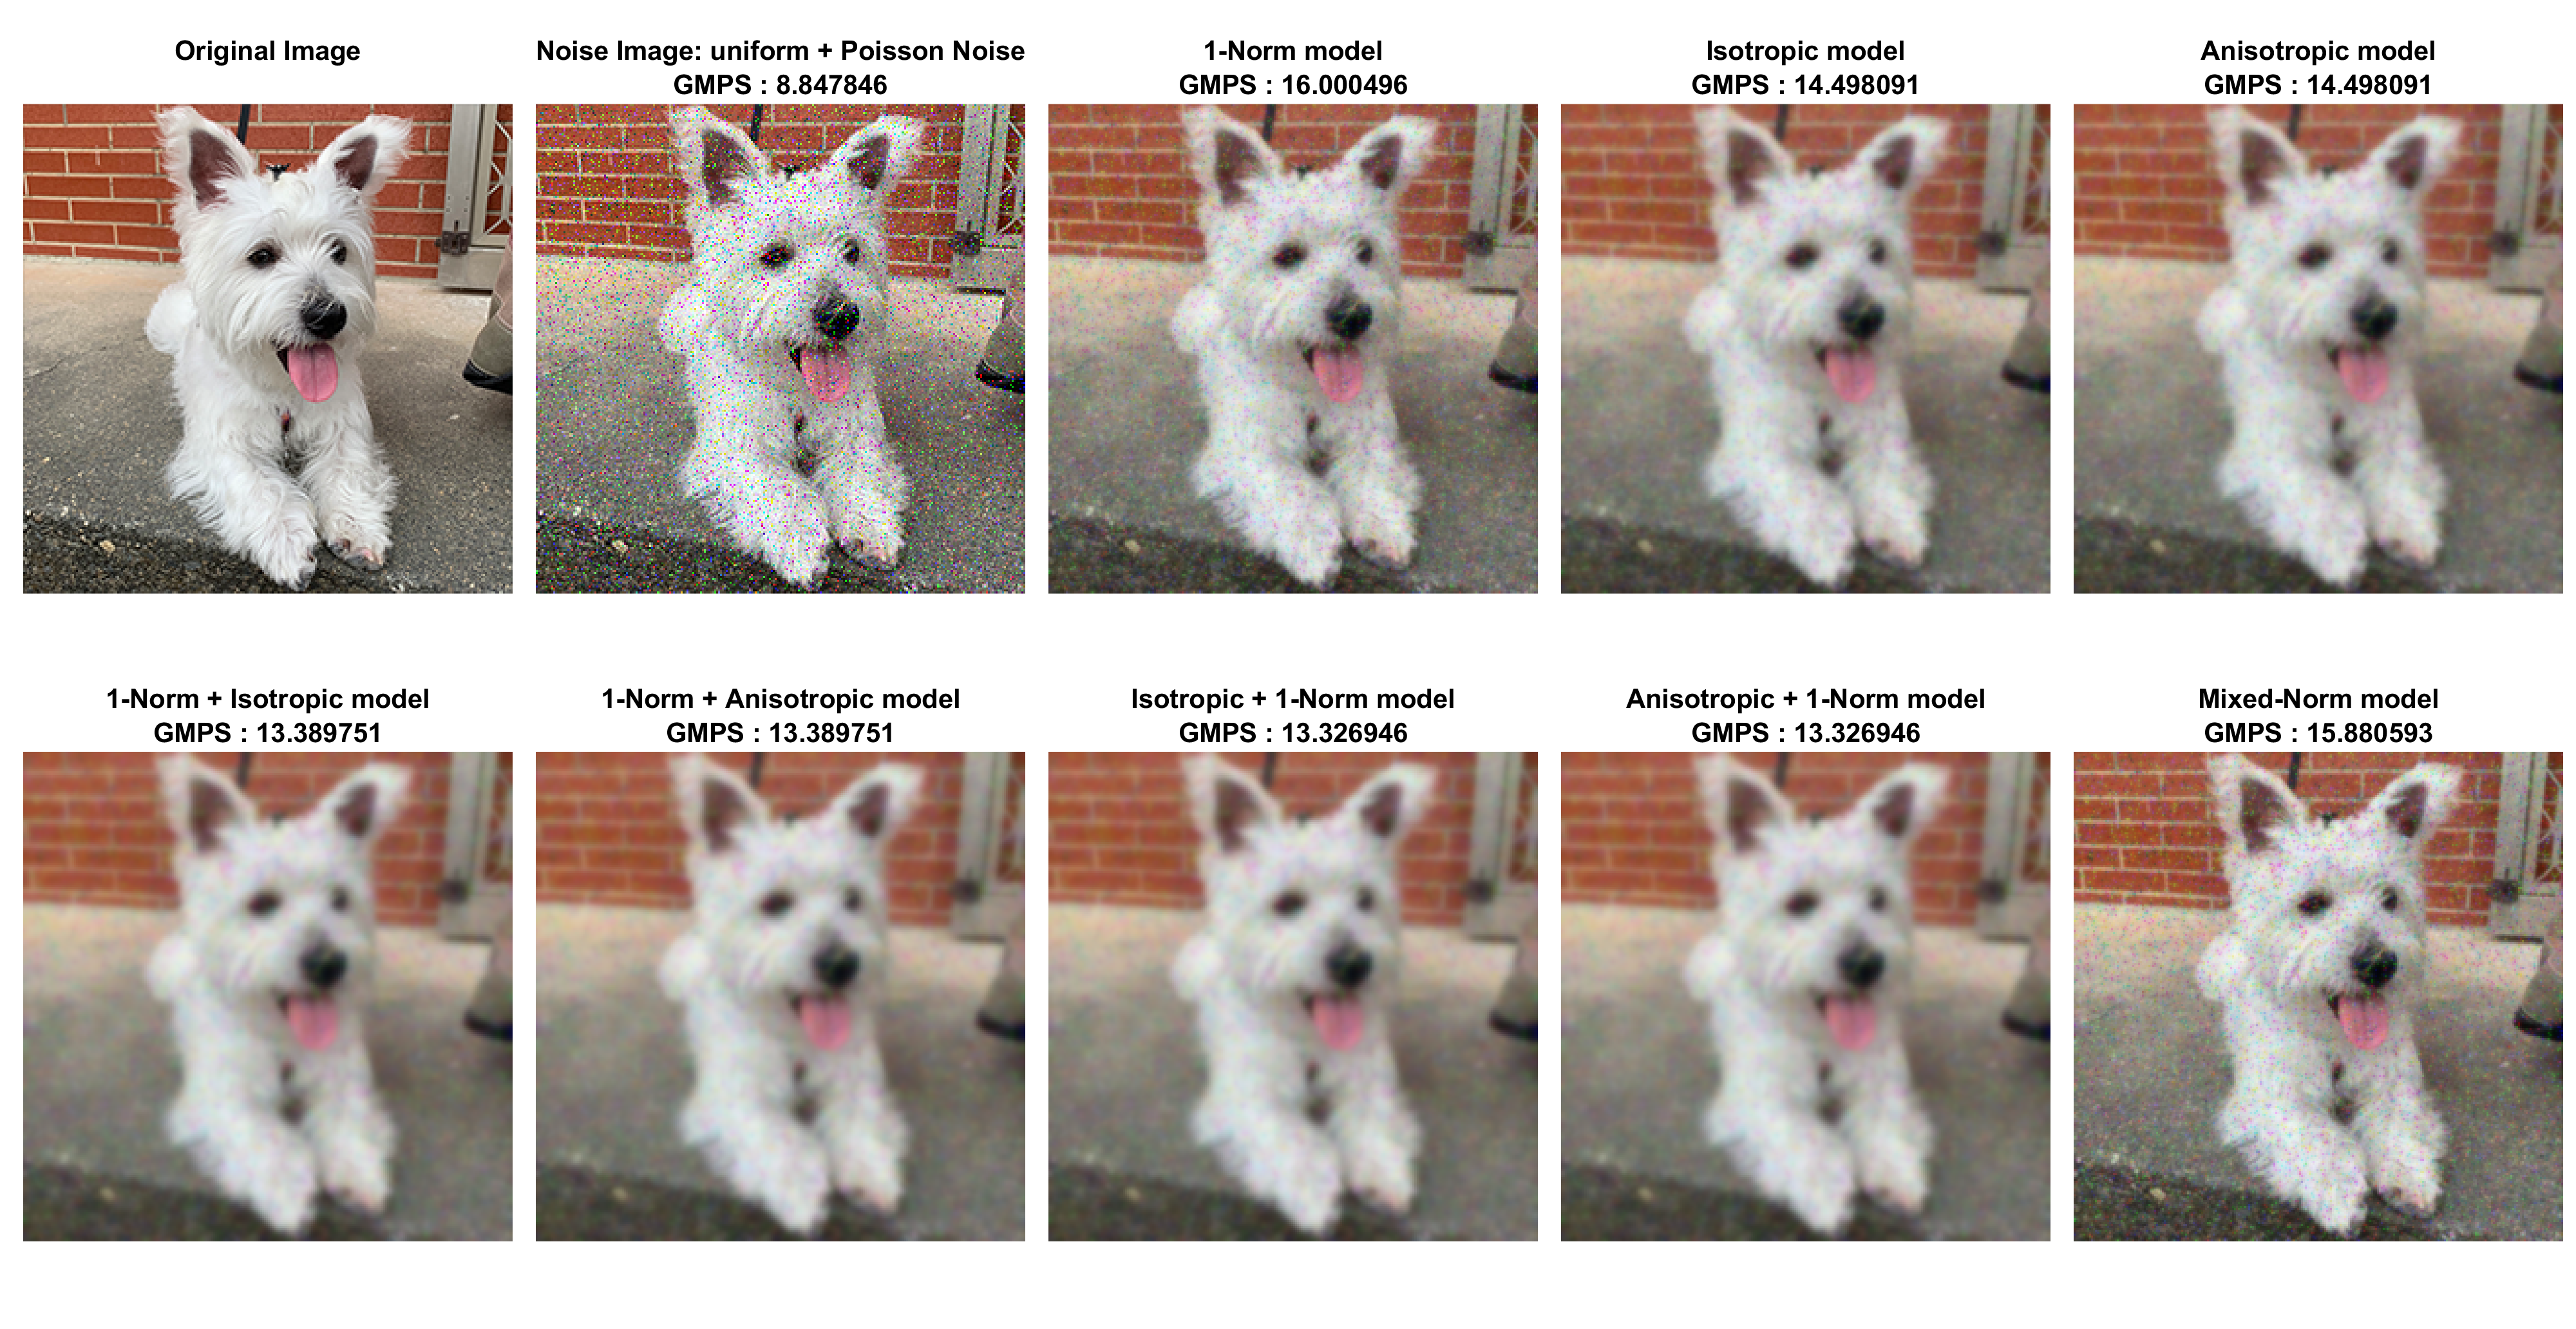 Original Image
Noise Image: uniform + Poisson Noise
GMPS : 8.847846
1-Norm model
GMPS : 16.000496
Isotropic model
GMPS : 14.498091
Anisotropic model
GMPS : 14.498091
1-Norm + Isotropic model
GMPS : 13.389751
1-Norm + Anisotropic model
GMPS : 13.389751
Isotropic + 1-Norm model
GMPS : 13.326946
Anisotropic + 1-Norm model
GMPS : 13.326946
Mixed-Norm model
GMPS : 15.880593